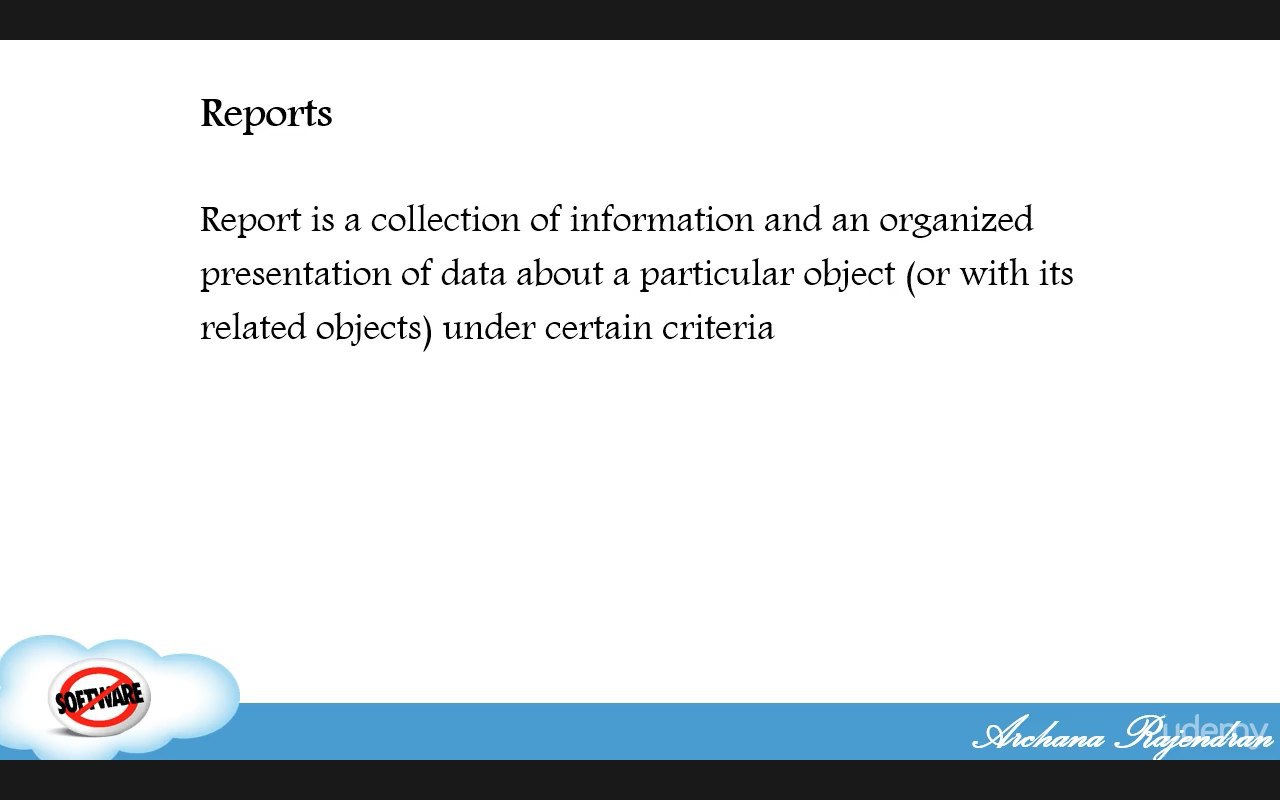 Reports
Report is a collection of information and an organized
presentation of data about a particular object (or with its
related objects) under certain criteria
SOFTWARE
Archana Rajendran
udemy